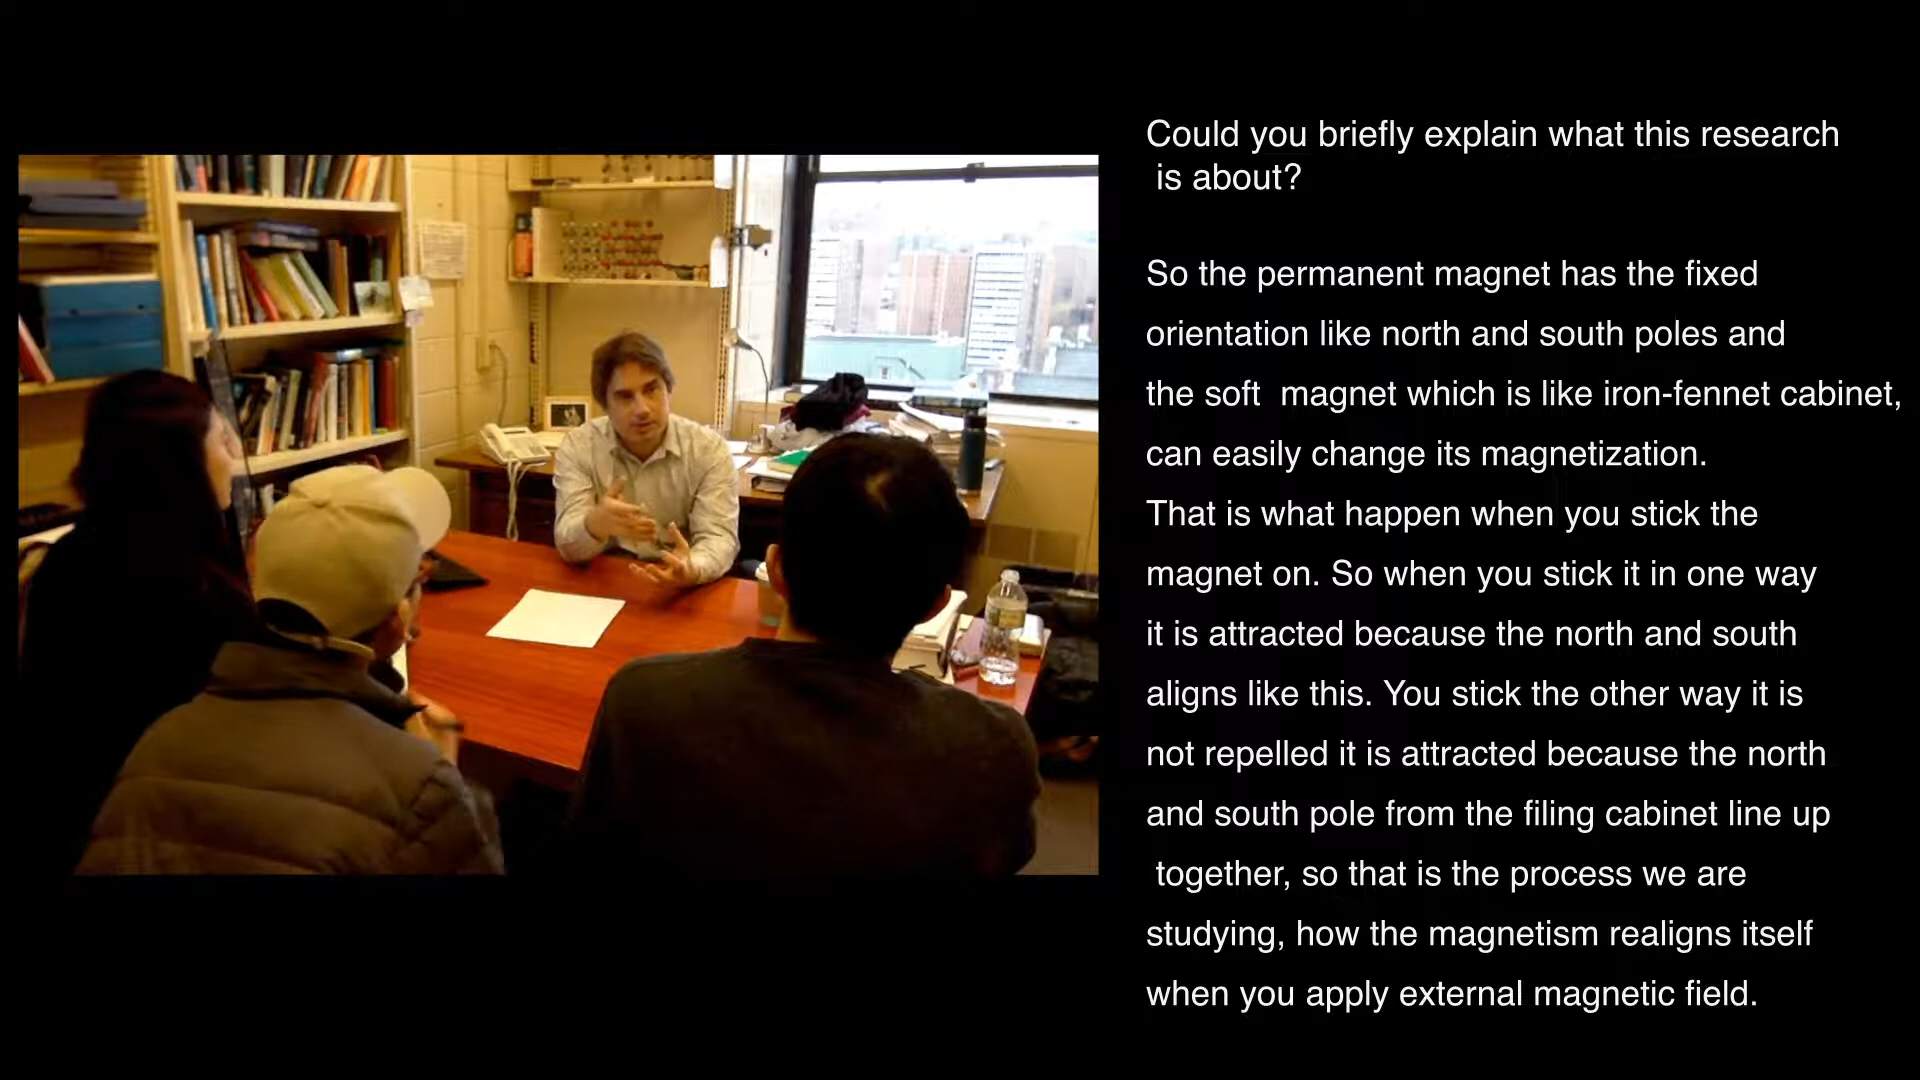 Could you briefly explain what this research
is about?
So the permanent magnet has the fixed
orientation like north and south poles and
the soft magnet which is like iron-fennet cabinet,
can easily change its magnetization.
That is what happen when you stick the
magnet on. So when you stick it in one way
it is attracted because the north and south
aligns like this. You stick the other way it is
not repelled it is attracted because the north
and south pole from the filing cabinet line up
together, so that is the process we are
studying, how the magnetism realigns itself
when you apply external magnetic field.